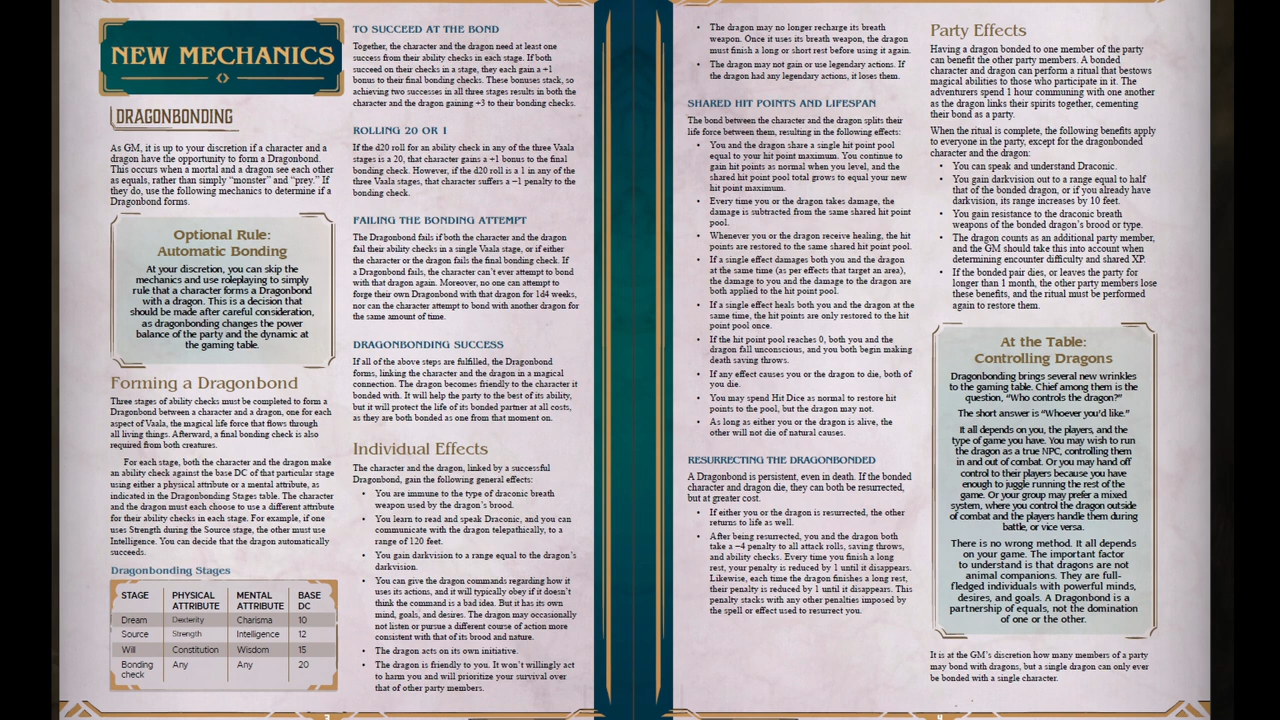 NEW MECHANICS
DRAGONBONDING
As GM, it is up to your discretion if a character and a
dragon have the opportunity to form a Dragonbond.
This occurs when a mortal and a dragon see each other
as equals, rather than simply “monster” and “prey.” If
they do, use the following mechanics to determine if a
Dragonbond forms.
Optional Rule:
Automatic Bonding
At your discretion, you can skip the
mechanics and use roleplaying to simply
rule that a character forms a Dragonbond
with a dragon. This is a decision that
should be made after careful consideration,
as dragonbonding changes the power
balance of the party and the dynamic at
the gaming table.
Forming a Dragonbond
Three stages of ability checks must be completed to form a
Dragonbond between a character and a dragon, one for each
aspect of Vaala, the magical life force that flows through
all living things. Afterward, a final bonding check is also
required from both creatures.
For each stage, both the character and the dragon make
an ability check against the base DC of that particular stage
using either a physical attribute or a mental attribute, as
indicated in the Dragonbonding Stages table. The character
and the dragon must each choose to use a different attribute
for their ability checks in each stage. For example, if one
uses Strength during the Source stage, the other must use
Intelligence. You can decide that the dragon automatically
succeeds.
Dragonbonding Stages
STAGE PHYSICAL ATTRIBUTE MENTAL ATTRIBUTE BASE DC
Dream Dexterity Charisma 10
Source Strength Intelligence 12
Will Constitution Wisdom 15
Bonding check Any Any 20
TO SUCCEED AT THE BOND
Together, the character and the dragon need at least one
success from their ability checks in each stage. If both
succeed on their checks in a stage, they each gain a +1
bonus to their final bonding checks. These bonuses stack, so
achieving two successes in all three stages results in both the
character and the dragon gaining +3 to their bonding checks.
ROLLING 20 OR 1
If the d20 roll for an ability check in any of the three Vaala
stages is a 20, that character gains a +1 bonus to the final
bonding check. However, if the d20 roll is a 1 in any of the
three Vaala stages, that character suffers a −1 penalty to the
bonding check.
FAILING THE BONDING ATTEMPT
The Dragonbond fails if both the character and the dragon
fail their ability checks in a single Vaala stage, or if either
the character or the dragon fails the final bonding check. If
a Dragonbond fails, the character can't ever attempt to bond
with that dragon again. Moreover, no one can attempt to
forge their own Dragonbond with that dragon for 1d4 weeks,
nor can the character attempt to bond with another dragon for
the same amount of time.
DRAGONBONDING SUCCESS
If all of the above steps are fulfilled, the Dragonbond
forms, linking the character and the dragon in a magical
connection. The dragon becomes friendly to the character it
bonded with. It will help the party to the best of its ability,
but it will protect the life of its bonded partner at all costs,
as they are both bonded as one from that moment on.
Individual Effects
The character and the dragon, linked by a successful
Dragonbond, gain the following general effects:
• You are immune to the type of draconic breath
weapon used by the dragon's brood.
• You learn to read and speak Draconic, and you can
communicate with the dragon telepathically, to a
range of 120 feet.
• You gain darkvision to a range equal to the dragon's
darkvision.
• You can give the dragon commands regarding how it
uses its actions, and it will typically obey if it doesn't
think the command is a bad idea. But it has its own
mind, goals, and desires. The dragon may occasionally
not listen or pursue a different course of action more
consistent with that of its brood and nature.
• The dragon acts on its own initiative.
• The dragon is friendly to you. It won't willingly act
to harm you and will prioritize your survival over
that of other party members.
3
• The dragon may no longer recharge its breath
weapon. Once it uses its breath weapon, the dragon
must finish a long or short rest before using it again.
• The dragon may not gain or use legendary actions. If
the dragon had any legendary actions, it loses them.
SHARED HIT POINTS AND LIFESPAN
The bond between the character and the dragon splits their
life force between them, resulting in the following effects:
• You and the dragon share a single hit point pool
equal to your hit point maximum. You continue to
gain hit points as normal when you level, and the
shared hit point pool total grows to equal your new
hit point maximum.
• Every time you or the dragon takes damage, the
damage is subtracted from the same shared hit point
pool.
• Whenever you or the dragon receive healing, the hit
points are restored to the same shared hit point pool.
• If a single effect damages both you and the dragon
at the same time (as per effects that target an area),
the damage to you and the damage to the dragon are
both applied to the hit point pool.
• If a single effect heals both you and the dragon at the
same time, the hit points are only restored to the hit
point pool once.
• If the hit point pool reaches 0, both you and the
dragon fall unconscious, and you both begin making
death saving throws.
• If any effect causes you or the dragon to die, both of
you die.
• You may spend Hit Dice as normal to restore hit
points to the pool, but the dragon may not.
• As long as either you or the dragon is alive, the
other will not die of natural causes.
RESURRECTING THE DRAGONBONDED
A Dragonbond is persistent, even in death. If the bonded
character and dragon die, they can both be resurrected,
but at greater cost.
• If either you or the dragon is resurrected, the other
returns to life as well.
• After being resurrected, you and the dragon both
take a −4 penalty to all attack rolls, saving throws,
and ability checks. Every time you finish a long
rest, your penalty is reduced by 1 until it disappears.
Likewise, each time the dragon finishes a long rest,
their penalty is reduced by 1 until it disappears. This
penalty stacks with any other penalties imposed by
the spell or effect used to resurrect you.
Party Effects
Having a dragon bonded to one member of the party
can benefit the other party members. A bonded
character and dragon can perform a ritual that bestows
magical abilities to those who participate in it. The
adventurers spend 1 hour communing with one another
as the dragon links their spirits together, cementing
their bond as a party.
When the ritual is complete, the following benefits apply
to everyone in the party, except for the dragonbonded
character and the dragon:
• You can speak and understand Draconic.
• You gain darkvision out to a range equal to half
that of the bonded dragon, or if you already have
darkvision, its range increases by 10 feet.
• You gain resistance to the draconic breath
weapons of the bonded dragon's brood or type.
• The dragon counts as an additional party member,
and the GM should take this into account when
determining encounter difficulty and shared XP.
• If the bonded pair dies, or leaves the party for
longer than 1 month, the other party members lose
these benefits, and the ritual must be performed
again to restore them.
At the Table:
Controlling Dragons
Dragonbonding brings several new wrinkles
to the gaming table. Chief among them is the
question, “Who controls the dragon?”
The short answer is “Whoever you'd like.”
It all depends on you, the players, and the
type of game you have. You may wish to run
the dragon as a true NPC, controlling them
in and out of combat. Or you may hand off
control to their players because you have
enough to juggle running the rest of the
game. Or your group may prefer a mixed
system, where you control the dragon outside
of combat and the players handle them during
battle, or vice versa.
There is no wrong method. It all depends
on your game. The important factor
to understand is that dragons are not
animal companions. They are full-
fledged individuals with powerful minds,
desires, and goals. A Dragonbond is a
partnership of equals, not the domination
of one or the other.
It is at the GM's discretion how many members of a party
may bond with dragons, but a single dragon can only ever
be bonded with a single character.
4